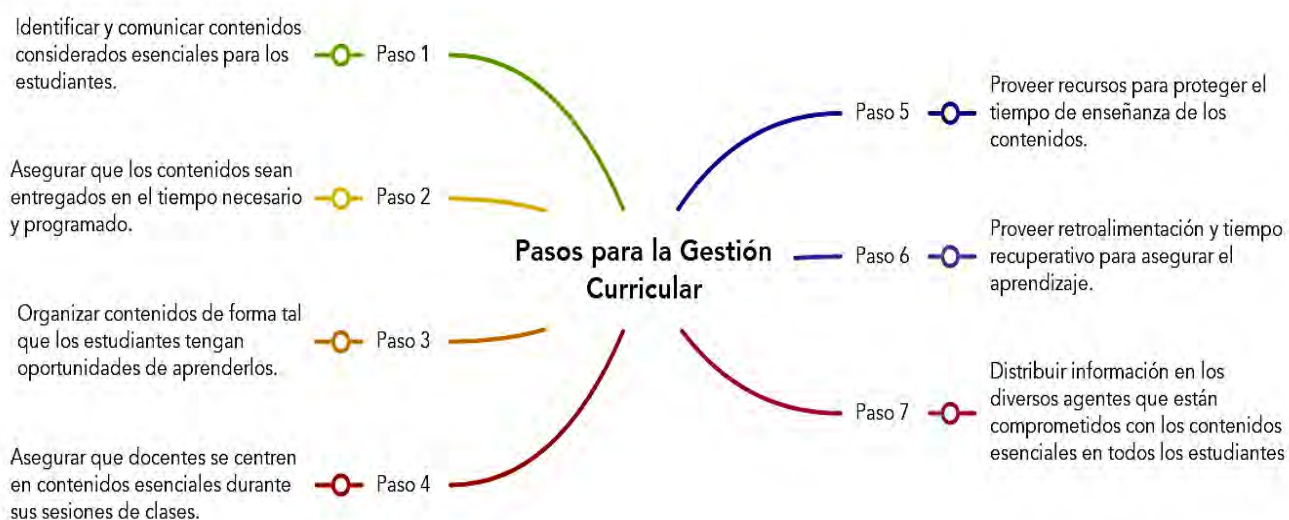 Identificar y comunicar contenidos
considerados esenciales para los
estudiantes.
Paso 1
Asegurar que los contenidos sean
entregados en el tiempo necesario
y programado.
Paso 2
Organizar contenidos de forma tal
que los estudiantes tengan
oportunidades de aprenderlos.
Paso 3
Asegurar que docentes se centren
en contenidos esenciales durante
sus sesiones de clases.
Paso 4
Pasos para la Gestión
Curricular
Paso 5
Proveer recursos para proteger el
tiempo de enseñanza de los
contenidos.
Paso 6
Proveer retroalimentación y tiempo
recuperativo para asegurar el
aprendizaje.
Paso 7
Distribuir información en los
diversos agentes que están
comprometidos con los contenidos
esenciales en todos los estudiantes